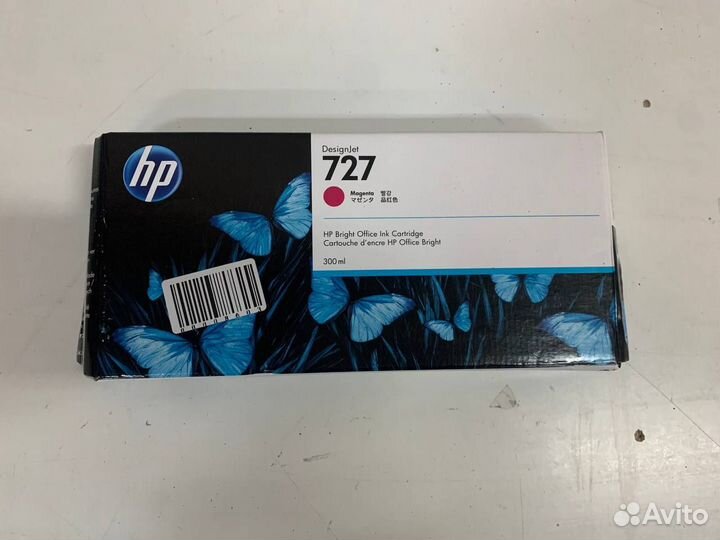 hp
DesignJet
727
Magenta 빨강
マゼンタ 品红色
HP Bright Office Ink Cartridge
Cartouche d'encre HP Office Bright
300 ml
Avito